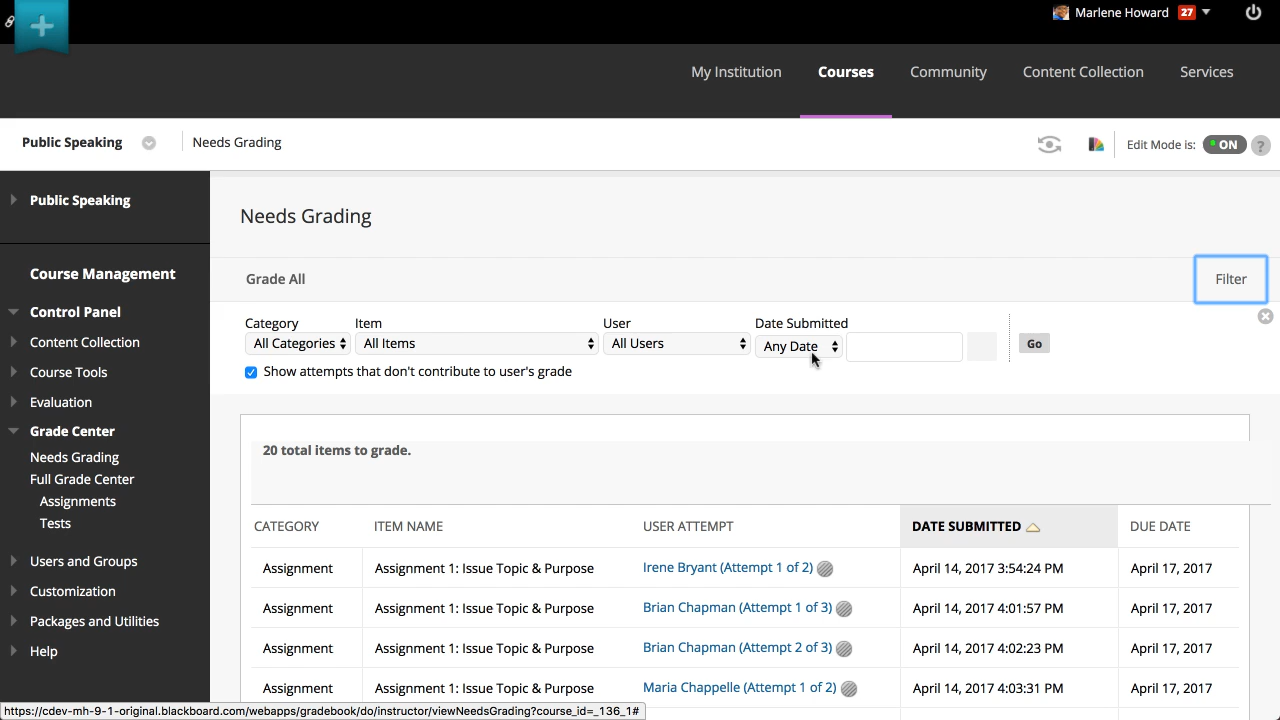 +
Marlene Howard 27
My Institution Courses Community Content Collection Services
Public Speaking Needs Grading Edit Mode is: ON ?
Public Speaking
Needs Grading
Course Management
Grade All Filter
Control Panel
Category Item User Date Submitted
Content Collection
All Categories All Items All Users Any Date Go
Course Tools
Show attempts that don't contribute to user's grade
Evaluation
Grade Center
Needs Grading
20 total items to grade.
Full Grade Center
Assignments
Tests
CATEGORY ITEM NAME USER ATTEMPT DATE SUBMITTED DUE DATE
Users and Groups
Assignment Assignment 1: Issue Topic & Purpose Irene Bryant (Attempt 1 of 2) April 14, 2017 3:54:24 PM April 17, 2017
Customization
Assignment Assignment 1: Issue Topic & Purpose Brian Chapman (Attempt 1 of 3) April 14, 2017 4:01:57 PM April 17, 2017
Packages and Utilities
Assignment Assignment 1: Issue Topic & Purpose Brian Chapman (Attempt 2 of 3) April 14, 2017 4:02:23 PM April 17, 2017
Help
Assignment Assignment 1: Issue Topic & Purpose Maria Chappelle (Attempt 1 of 2) April 14, 2017 4:03:31 PM April 17, 2017
https://cdev-mh-9-1-original.blackboard.com/webapps/gradebook/do/instructor/viewNeedsGrading?course_id=_136_1#